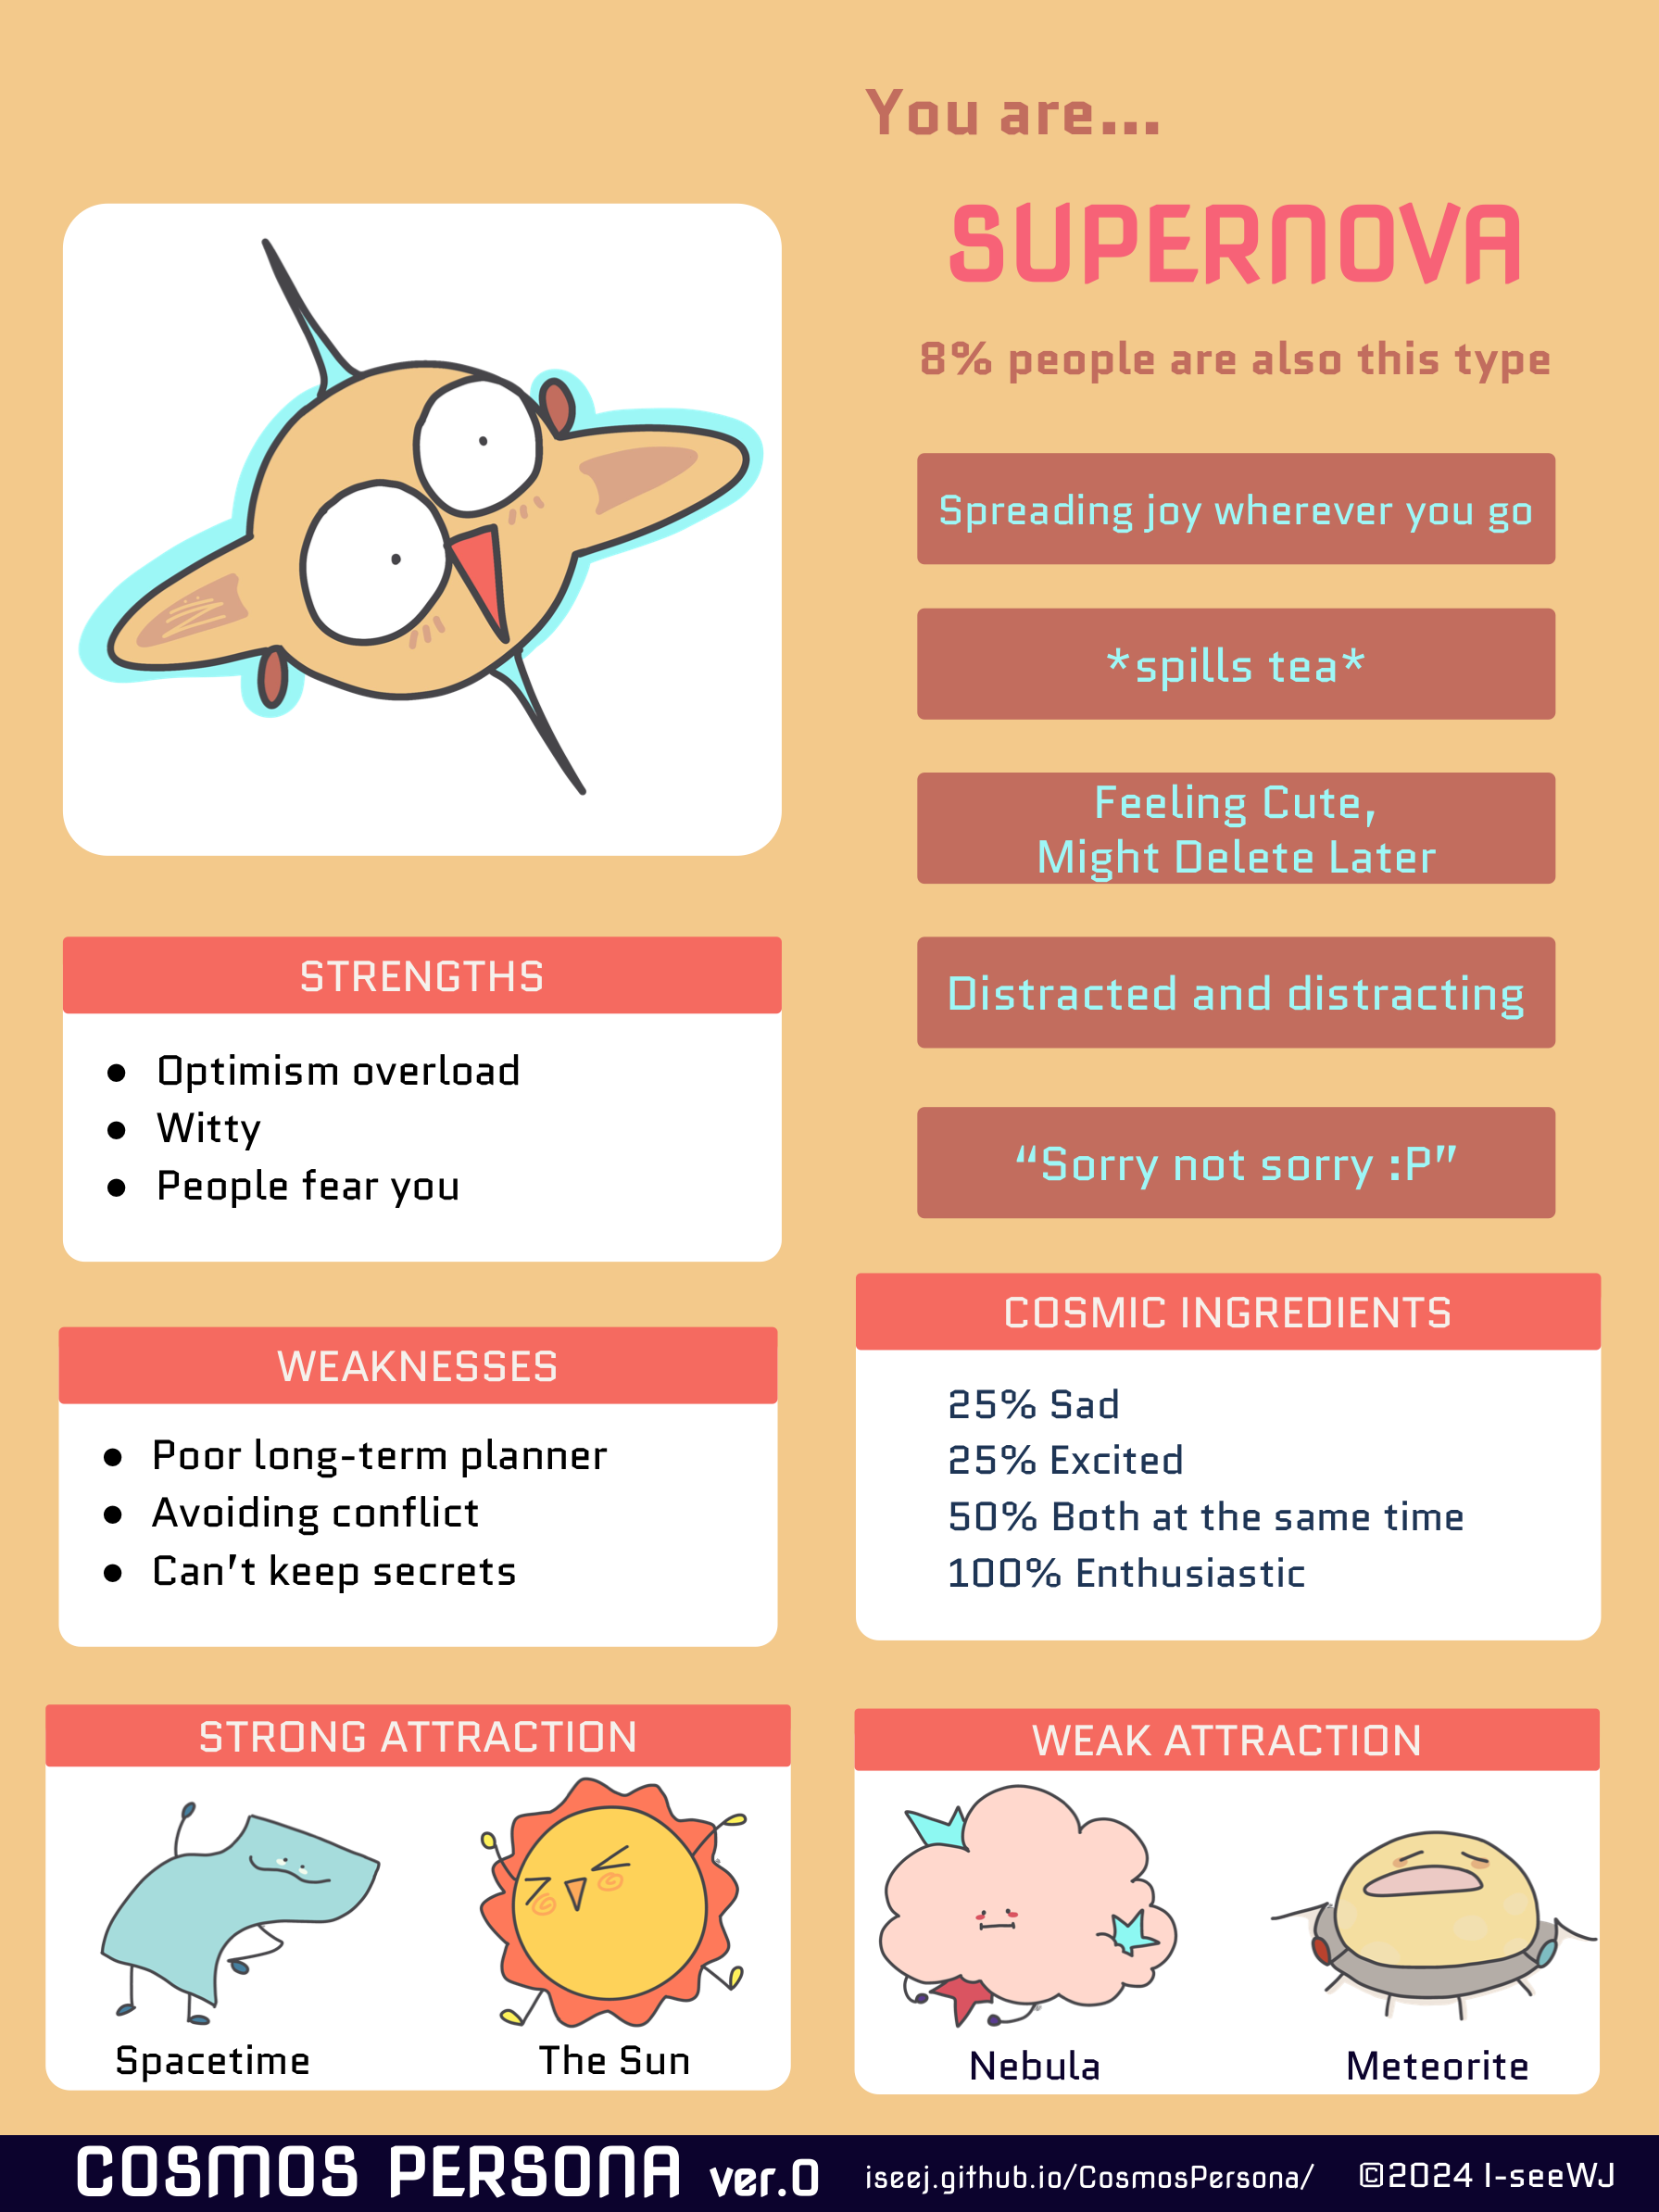 You are...
SUPERNOVA
8% people are also this type
Spreading joy wherever you go
*spills tea*
Feeling Cute,
Might Delete Later
Distracted and distracting
“Sorry not sorry :P”
STRENGTHS
● Optimism overload
● Witty
● People fear you
WEAKNESSES
● Poor long-term planner
● Avoiding conflict
● Can’t keep secrets
COSMIC INGREDIENTS
25% Sad
25% Excited
50% Both at the same time
100% Enthusiastic
STRONG ATTRACTION
Spacetime
The Sun
WEAK ATTRACTION
Nebula
Meteorite
COSMOS PERSONA ver.0
iseej.github.io/CosmosPersona/
©2024 I-seeWJ